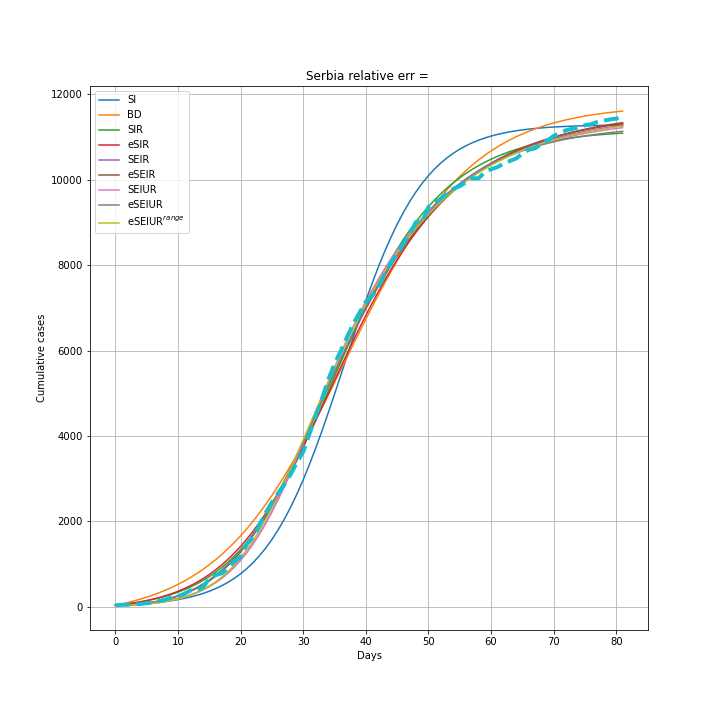 Serbia relative err =
12000
10000
8000
6000
4000
2000
0
Cumulative cases
SI
BD
SIR
eSIR
SEIR
eSEIR
SEIUR
eSEIUR
eSEIUR^range
0 10 20 30 40 50 60 70 80
Days